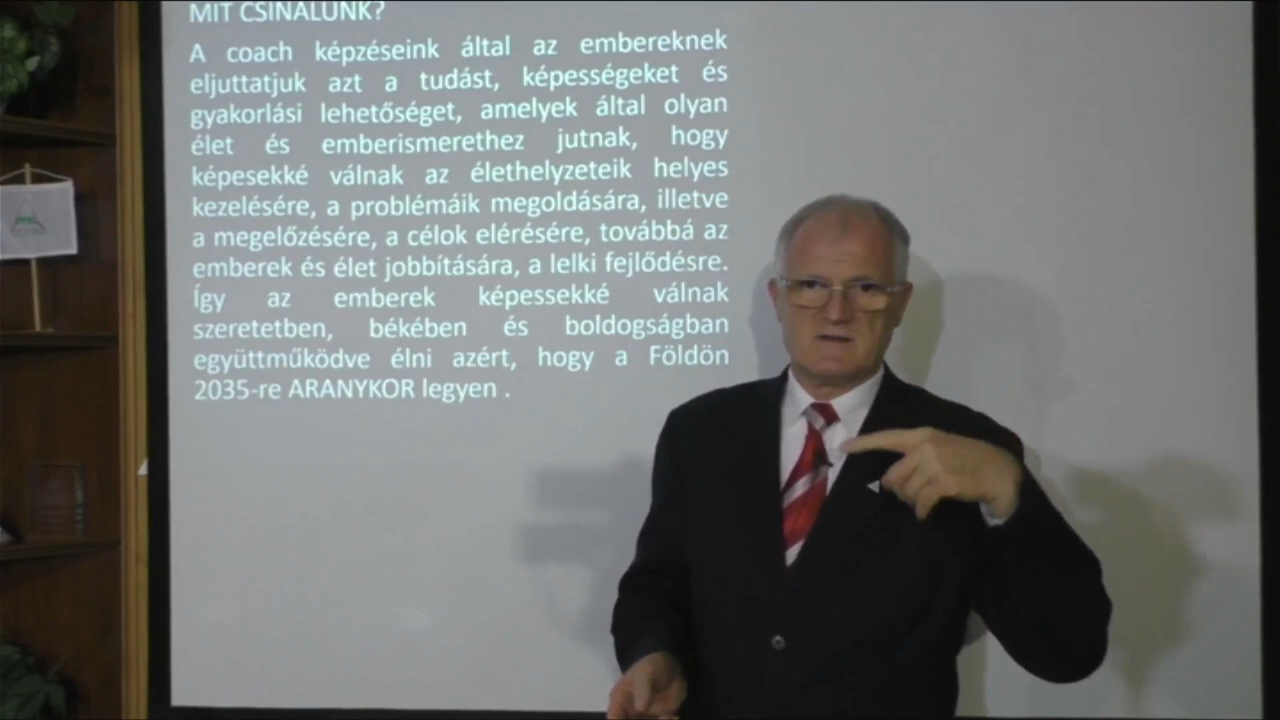 MIT CSINÁLUNK?
A coach képzéseink által az embereknek
eljuttatjuk azt a tudást, képességeket és
gyakorlási lehetőséget, amelyek által olyan
élet és emberismerethez jutnak, hogy
képesekké válnak az élethelyzeteik helyes
kezelésére, a problémáik megoldására, illetve
a megelőzésére, a célok elérésére, továbbá az
emberek és élet jobbítására, a lelki fejlődésre.
Így az emberek képessekké válnak
szeretetben, békében és boldogságban
együttműködve élni azért, hogy a Földön
2035-re ARANYKOR legyen .